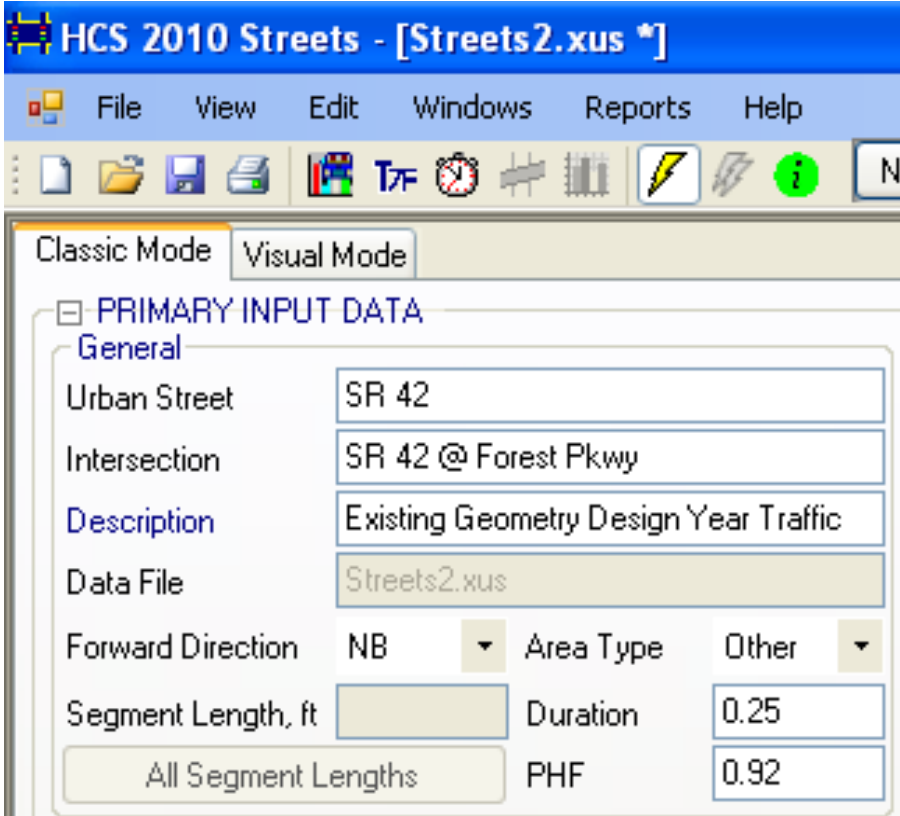 HCS 2010 Streets - [Streets2.xus *]
File View Edit Windows Reports Help
T7F i N
Classic Mode Visual Mode
PRIMARY INPUT DATA
General
Urban Street SR 42
Intersection SR 42 @ Forest Pkwy
Description Existing Geometry Design Year Traffic
Data File Streets2.xus
Forward Direction NB Area Type Other
Segment Length, ft Duration 0.25
All Segment Lengths PHF 0.92